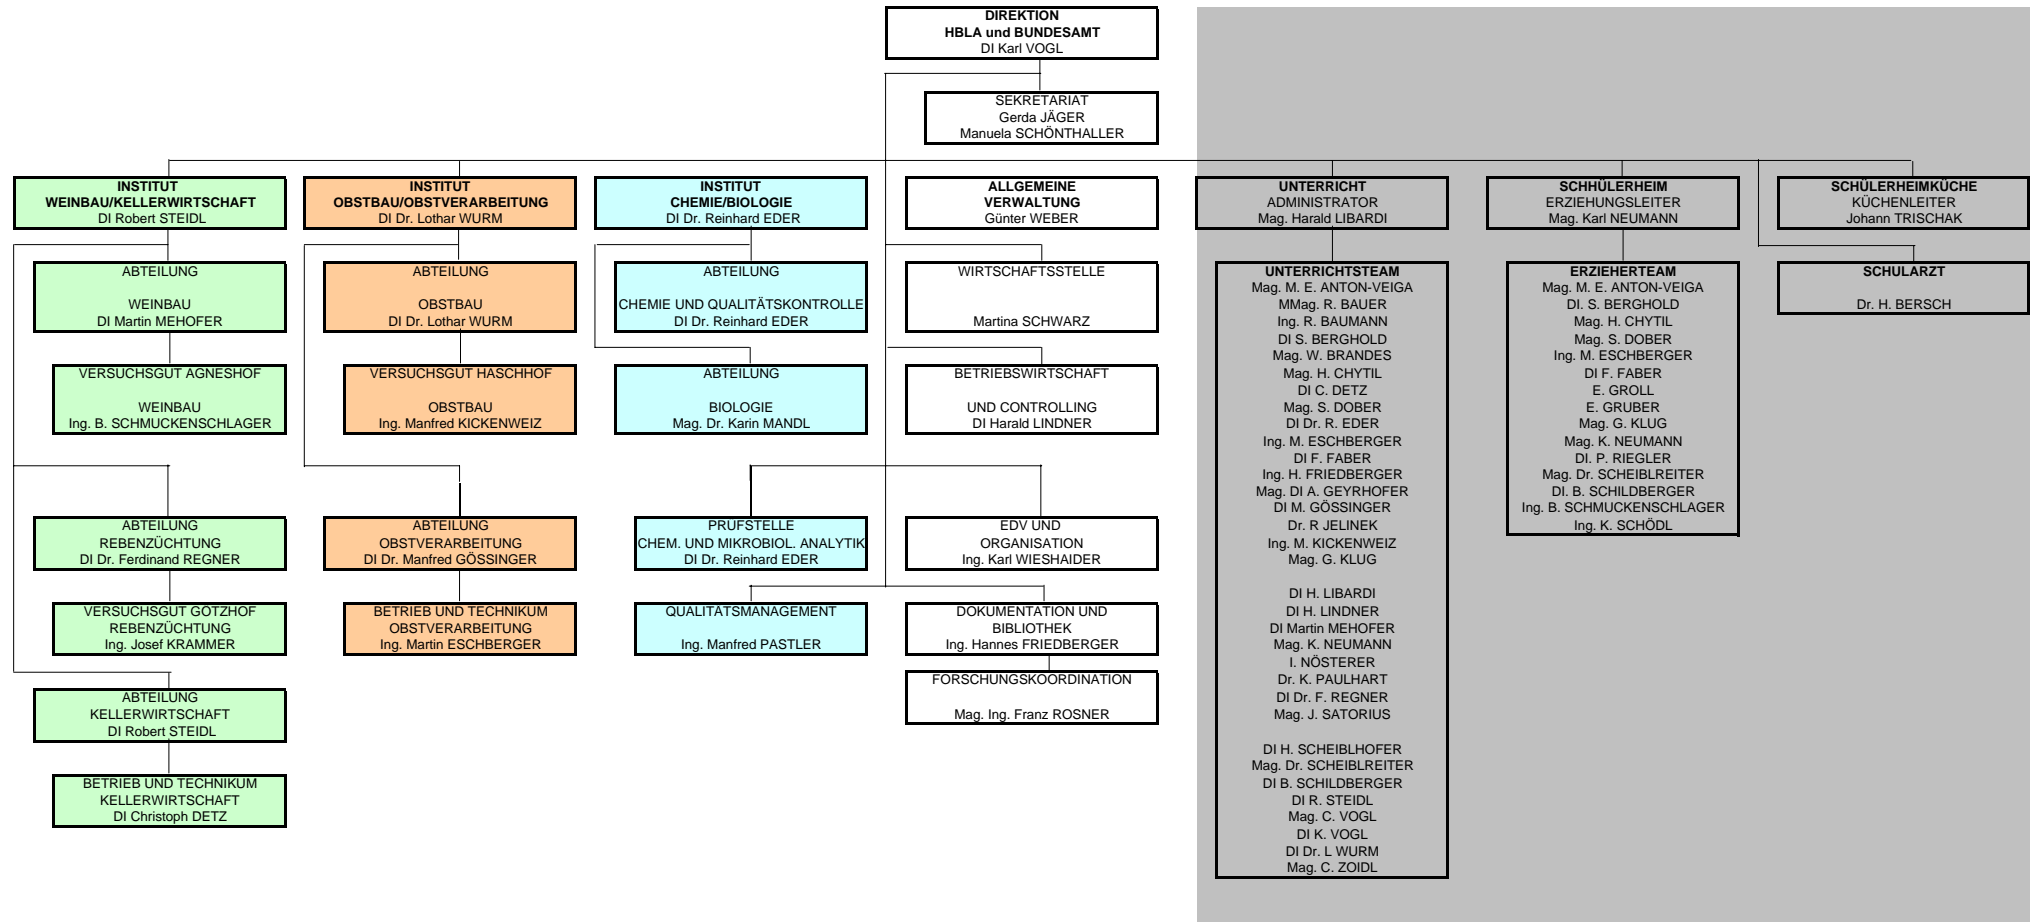 DIREKTION
HBLA und BUNDESAMT
DI Karl VOGL
SEKRETARIAT
Gerda JÄGER
Manuela SCHÖNTHALLER
INSTITUT
WEINBAU/KELLERWIRTSCHAFT
DI Robert STEIDL
INSTITUT
OBSTBAU/OBSTVERARBEITUNG
DI Dr. Lothar WURM
INSTITUT
CHEMIE/BIOLOGIE
DI Dr. Reinhard EDER
ALLGEMEINE
VERWALTUNG
Günter WEBER
UNTERRICHT
ADMINISTRATOR
Mag. Harald LIBARDI
SCHHÜLERHEIM
ERZIEHUNGSLEITER
Mag. Karl NEUMANN
SCHÜLERHEIMKÜCHE
KÜCHENLEITER
Johann TRISCHAK
ABTEILUNG
WEINBAU
DI Martin MEHOFER
VERSUCHSGUT AGNESHOF
WEINBAU
Ing. B. SCHMUCKENSCHLAGER
ABTEILUNG
REBENZÜCHTUNG
DI Dr. Ferdinand REGNER
VERSUCHSGUT GÖTZHOF
REBENZÜCHTUNG
Ing. Josef KRAMMER
ABTEILUNG
KELLERWIRTSCHAFT
DI Robert STEIDL
BETRIEB UND TECHNIKUM
KELLERWIRTSCHAFT
DI Christoph DETZ
ABTEILUNG
OBSTBAU
DI Dr. Lothar WURM
VERSUCHSGUT HASCHHOF
OBSTBAU
Ing. Manfred KICKENWEIZ
ABTEILUNG
OBSTVERARBEITUNG
DI Dr. Manfred GÖSSINGER
BETRIEB UND TECHNIKUM
OBSTVERARBEITUNG
Ing. Martin ESCHBERGER
ABTEILUNG
CHEMIE UND QUALITÄTSKONTROLLE
DI Dr. Reinhard EDER
ABTEILUNG
BIOLOGIE
Mag. Dr. Karin MANDL
PRÜFSTELLE
CHEM. UND MIKROBIOL. ANALYTIK
DI Dr. Reinhard EDER
QUALITÄTSMANAGEMENT
Ing. Manfred PASTLER
WIRTSCHAFTSSTELLE
Martina SCHWARZ
BETRIEBSWIRTSCHAFT
UND CONTROLLING
DI Harald LINDNER
EDV UND
ORGANISATION
Ing. Karl WIESHAIDER
DOKUMENTATION UND
BIBLIOTHEK
Ing. Hannes FRIEDBERGER
FORSCHUNGSKOORDINATION
Mag. Ing. Franz ROSNER
UNTERRICHTSTEAM
Mag. M. E. ANTON-VEIGA
MMag. R. BAUER
Ing. R. BAUMANN
DI S. BERGHOLD
Mag. W. BRANDES
Mag. H. CHYTIL
DI C. DETZ
Mag. S. DOBER
DI Dr. R. EDER
Ing. M. ESCHBERGER
DI F. FABER
Ing. H. FRIEDBERGER
Mag. DI A. GEYRHOFER
DI M. GÖSSINGER
Dr. R JELINEK
Ing. M. KICKENWEIZ
Mag. G. KLUG
DI H. LIBARDI
DI H. LINDNER
DI Martin MEHOFER
Mag. K. NEUMANN
I. NÖSTERER
Dr. K. PAULHART
DI Dr. F. REGNER
Mag. J. SATORIUS
DI H. SCHEIBLHOFER
Mag. Dr. SCHEIBLREITER
DI B. SCHILDBERGER
DI R. STEIDL
Mag. C. VOGL
DI K. VOGL
DI Dr. L WURM
Mag. C. ZOIDL
ERZIEHERTEAM
Mag. M. E. ANTON-VEIGA
DI. S. BERGHOLD
Mag. H. CHYTIL
Mag. S. DOBER
Ing. M. ESCHBERGER
DI F. FABER
E. GROLL
E. GRUBER
Mag. G. KLUG
Mag. K. NEUMANN
DI. P. RIEGLER
Mag. Dr. SCHEIBLREITER
DI. B. SCHILDBERGER
Ing. B. SCHMUCKENSCHLAGER
Ing. K. SCHÖDL
SCHULARZT
Dr. H. BERSCH